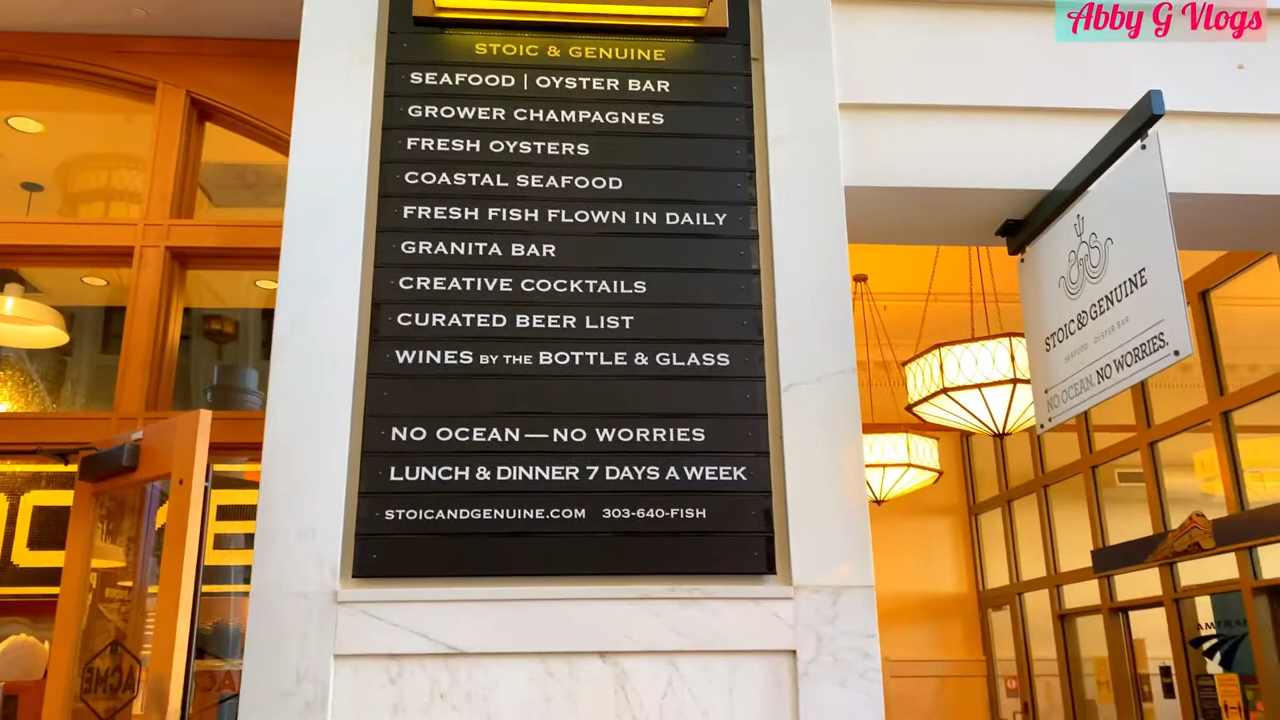 Abby G Vlogs
STOIC & GENUINE
SEAFOOD | OYSTER BAR
GROWER CHAMPAGNES
FRESH OYSTERS
COASTAL SEAFOOD
FRESH FISH FLOWN IN DAILY
GRANITA BAR
CREATIVE COCKTAILS
CURATED BEER LIST
WINES BY THE BOTTLE & GLASS
NO OCEAN—NO WORRIES
LUNCH & DINNER 7 DAYS A WEEK
STOICANDGENUINE.COM 303-640-FISH
STOIC & GENUINE
SEAFOOD OYSTER BAR
NO OCEAN. NO WORRIES.
ACME
AMTRAK